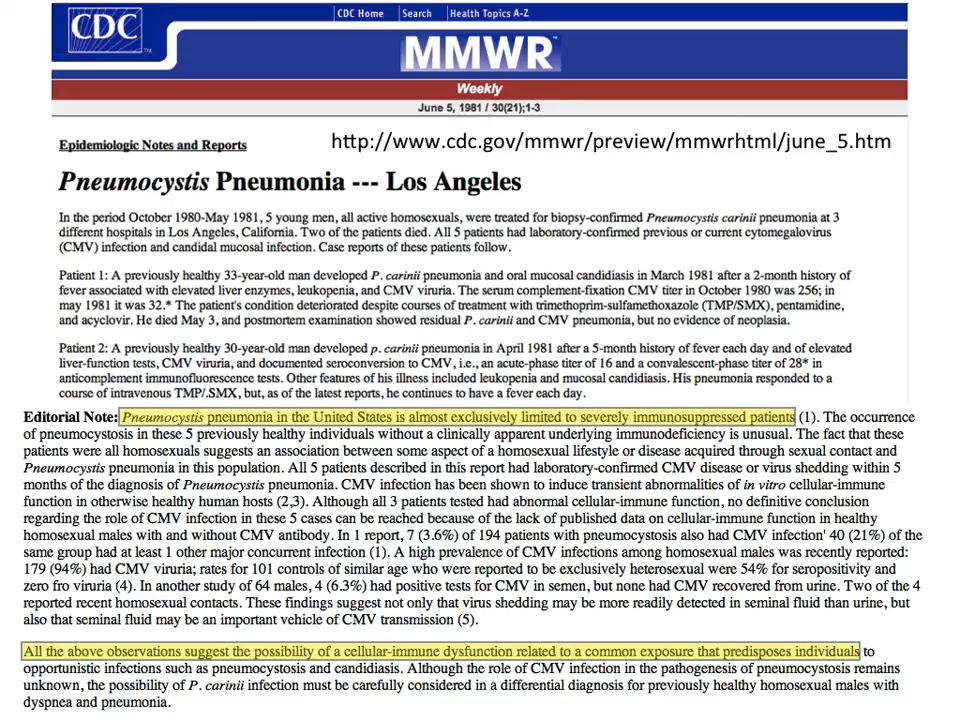 CDC Home | Search | Health Topics A-Z
CDC TM
MMWR TM
Weekly
June 5, 1981 / 30(21);1-3
Epidemiologic Notes and Reports
http://www.cdc.gov/mmwr/preview/mmwrhtml/june_5.htm
Pneumocystis Pneumonia --- Los Angeles
In the period October 1980-May 1981, 5 young men, all active homosexuals, were treated for biopsy-confirmed Pneumocystis carinii pneumonia at 3
different hospitals in Los Angeles, California. Two of the patients died. All 5 patients had laboratory-confirmed previous or current cytomegalovirus
(CMV) infection and candidal mucosal infection. Case reports of these patients follow.
Patient 1: A previously healthy 33-year-old man developed P. carinii pneumonia and oral mucosal candidiasis in March 1981 after a 2-month history of
fever associated with elevated liver enzymes, leukopenia, and CMV viruria. The serum complement-fixation CMV titer in October 1980 was 256; in
may 1981 it was 32.* The patient's condition deteriorated despite courses of treatment with trimethoprim-sulfamethoxazole (TMP/SMX), pentamidine,
and acyclovir. He died May 3, and postmortem examination showed residual P. carinii and CMV pneumonia, but no evidence of neoplasia.
Patient 2: A previously healthy 30-year-old man developed p. carinii pneumonia in April 1981 after a 5-month history of fever each day and of elevated
liver-function tests, CMV viruria, and documented seroconversion to CMV, i.e., an acute-phase titer of 16 and a convalescent-phase titer of 28* in
anticomplement immunofluorescence tests. Other features of his illness included leukopenia and mucosal candidiasis. His pneumonia responded to a
course of intravenous TMP/.SMX, but, as of the latest reports, he continues to have a fever each day.
Editorial Note: Pneumocystis pneumonia in the United States is almost exclusively limited to severely immunosuppressed patients (1). The occurrence
of pneumocystosis in these 5 previously healthy individuals without a clinically apparent underlying immunodeficiency is unusual. The fact that these
patients were all homosexuals suggests an association between some aspect of a homosexual lifestyle or disease acquired through sexual contact and
Pneumocystis pneumonia in this population. All 5 patients described in this report had laboratory-confirmed CMV disease or virus shedding within 5
months of the diagnosis of Pneumocystis pneumonia. CMV infection has been shown to induce transient abnormalities of in vitro cellular-immune
function in otherwise healthy human hosts (2,3). Although all 3 patients tested had abnormal cellular-immune function, no definitive conclusion
regarding the role of CMV infection in these 5 cases can be reached because of the lack of published data on cellular-immune function in healthy
homosexual males with and without CMV antibody. In 1 report, 7 (3.6%) of 194 patients with pneumocystosis also had CMV infection' 40 (21%) of the
same group had at least 1 other major concurrent infection (1). A high prevalence of CMV infections among homosexual males was recently reported:
179 (94%) had CMV viruria; rates for 101 controls of similar age who were reported to be exclusively heterosexual were 54% for seropositivity and
zero fro viruria (4). In another study of 64 males, 4 (6.3%) had positive tests for CMV in semen, but none had CMV recovered from urine. Two of the 4
reported recent homosexual contacts. These findings suggest not only that virus shedding may be more readily detected in seminal fluid than urine, but
also that seminal fluid may be an important vehicle of CMV transmission (5).
All the above observations suggest the possibility of a cellular-immune dysfunction related to a common exposure that predisposes individuals to
opportunistic infections such as pneumocystosis and candidiasis. Although the role of CMV infection in the pathogenesis of pneumocystosis remains
unknown, the possibility of P. carinii infection must be carefully considered in a differential diagnosis for previously healthy homosexual males with
dyspnea and pneumonia.